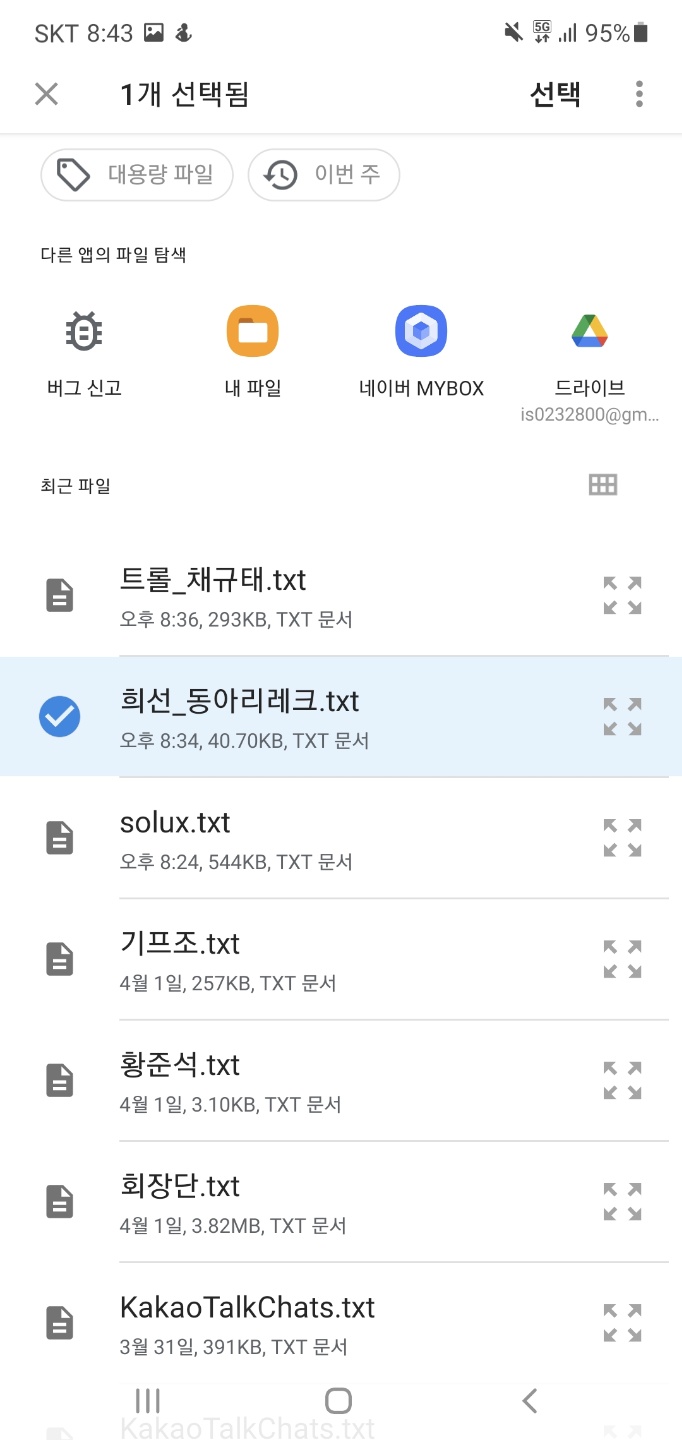 SKT 8:43 5G 95%
1개 선택됨 선택
대용량 파일 이번 주
다른 앱의 파일 탐색
버그 신고 내 파일 네이버 MYBOX 드라이브
is0232800@gm...
최근 파일
트롤_채규태.txt
오후 8:36, 293KB, TXT 문서
희선_동아리레크.txt
오후 8:34, 40.70KB, TXT 문서
solux.txt
오후 8:24, 544KB, TXT 문서
기프조.txt
4월 1일, 257KB, TXT 문서
황준석.txt
4월 1일, 3.10KB, TXT 문서
회장단.txt
4월 1일, 3.82MB, TXT 문서
KakaoTalkChats.txt
3월 31일, 391KB, TXT 문서
KakaoTalkChats.txt